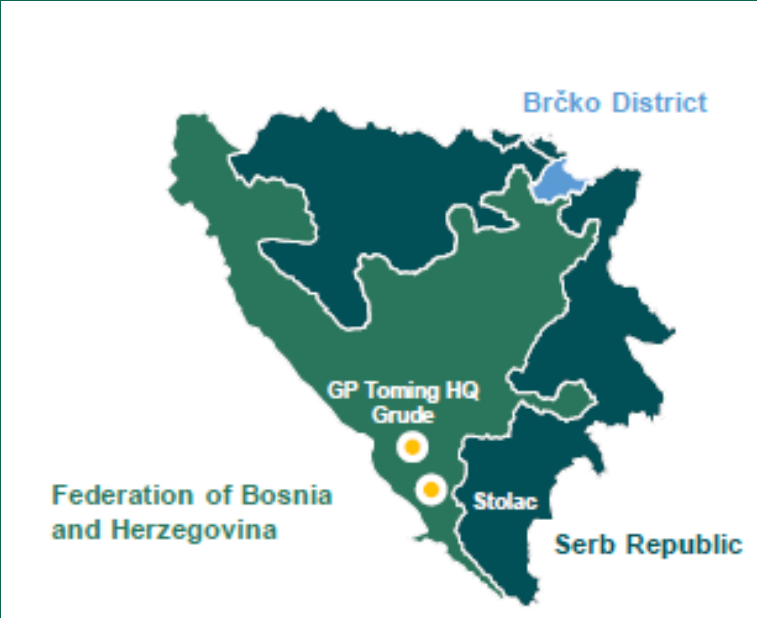 Brčko District
GP Toming HQ
Grude
Federation of Bosnia
and Herzegovina
Stolac
Serb Republic